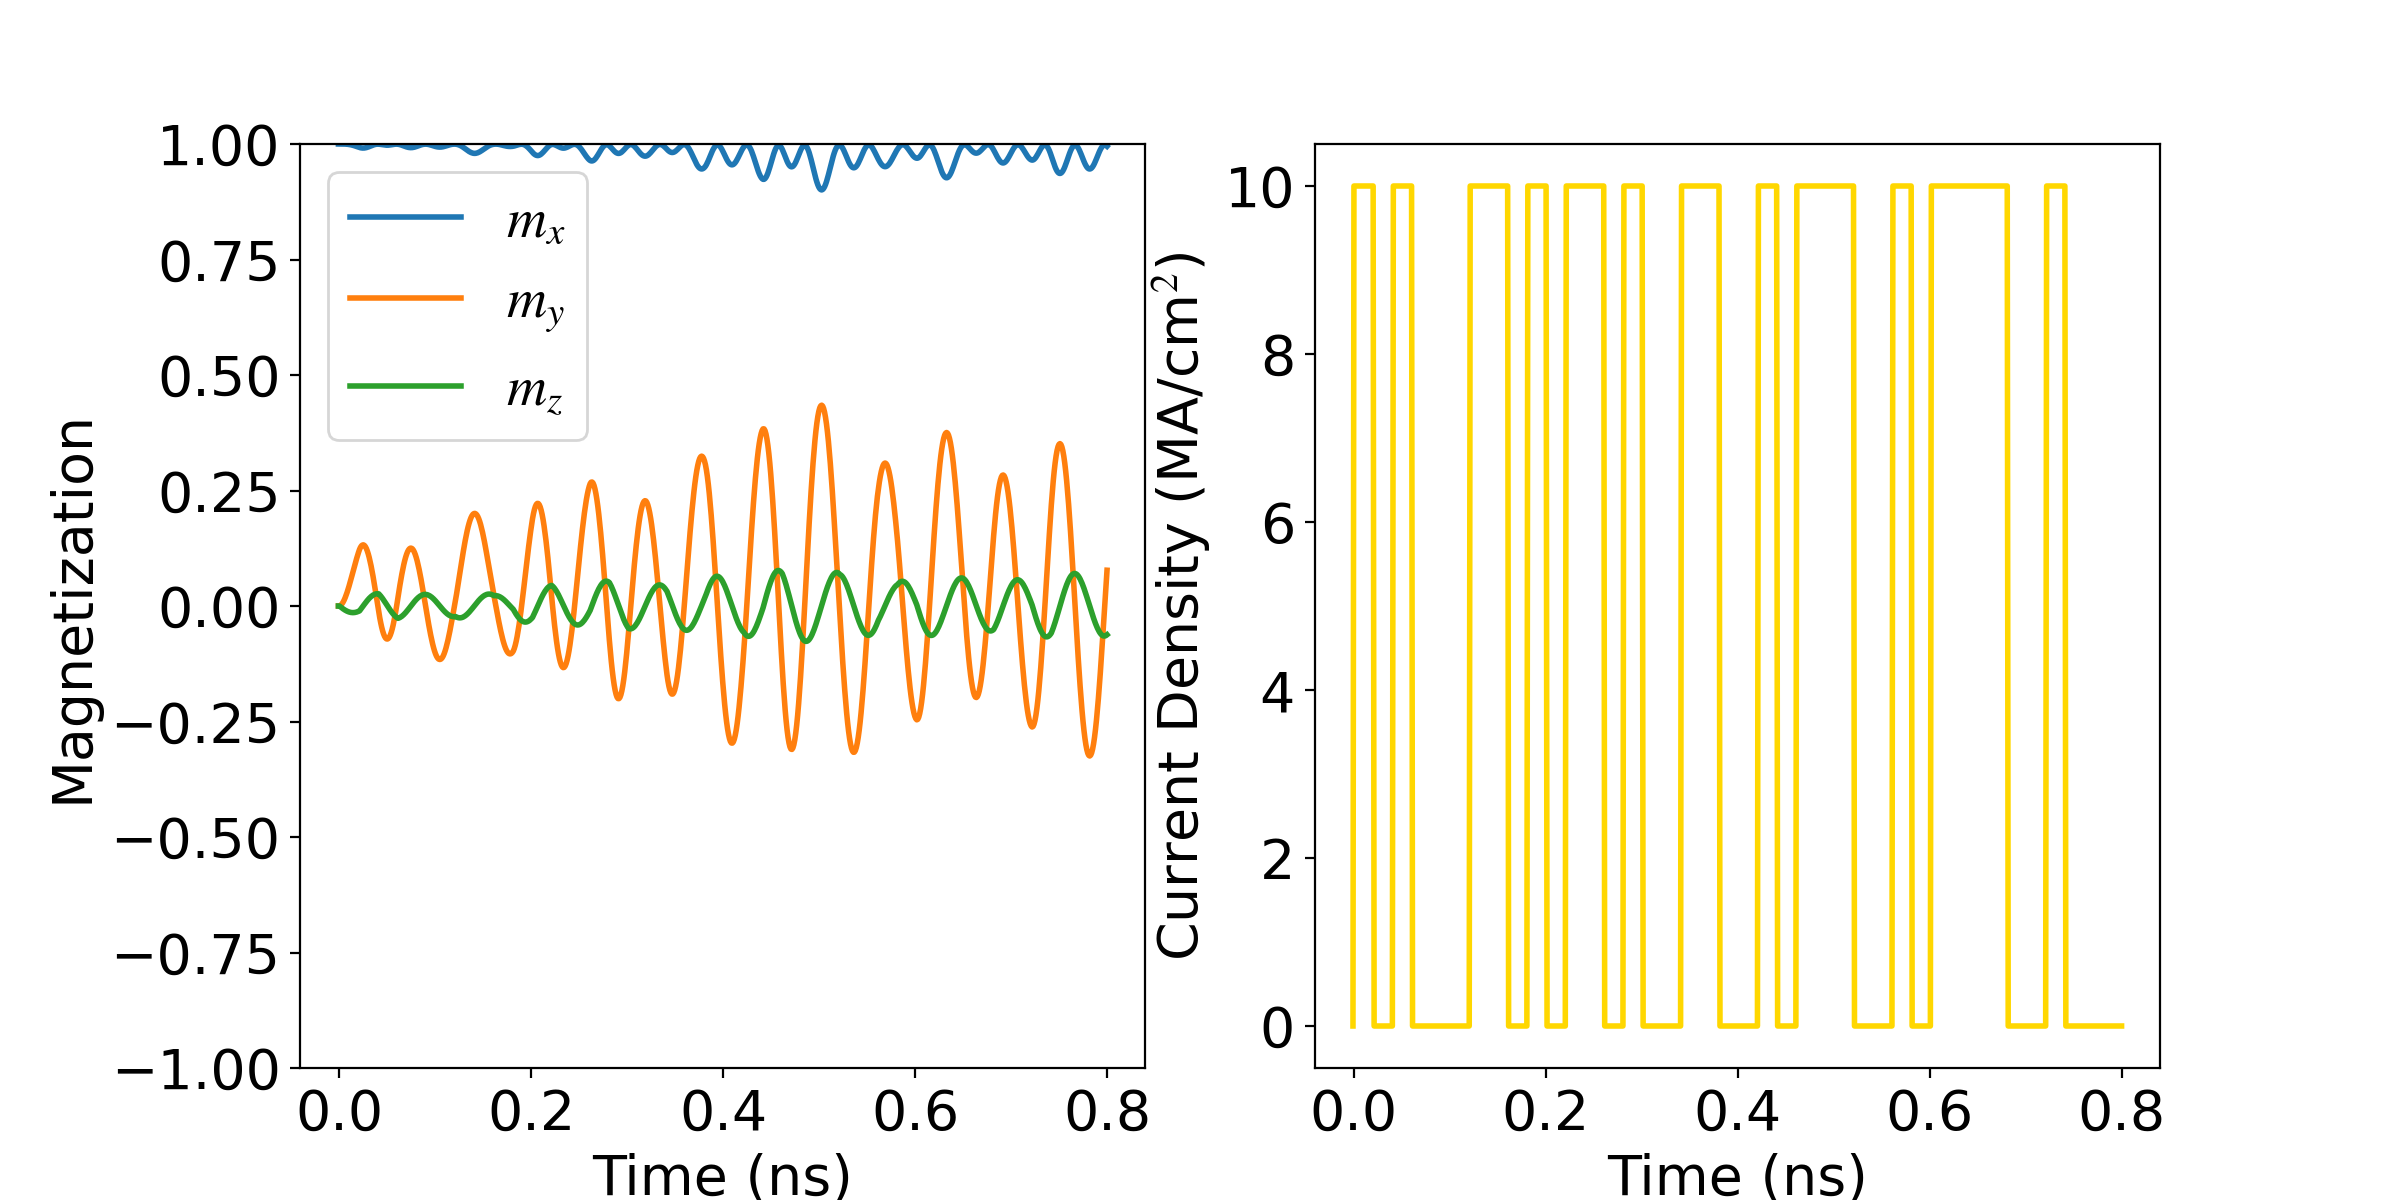 Magnetization
1.00
0.75
0.50
0.25
0.00
−0.25
−0.50
−0.75
−1.00
m_x
m_y
m_z
0.0 0.2 0.4 0.6 0.8
Time (ns)
Current Density (MA/cm²)
10
8
6
4
2
0
0.0 0.2 0.4 0.6 0.8
Time (ns)